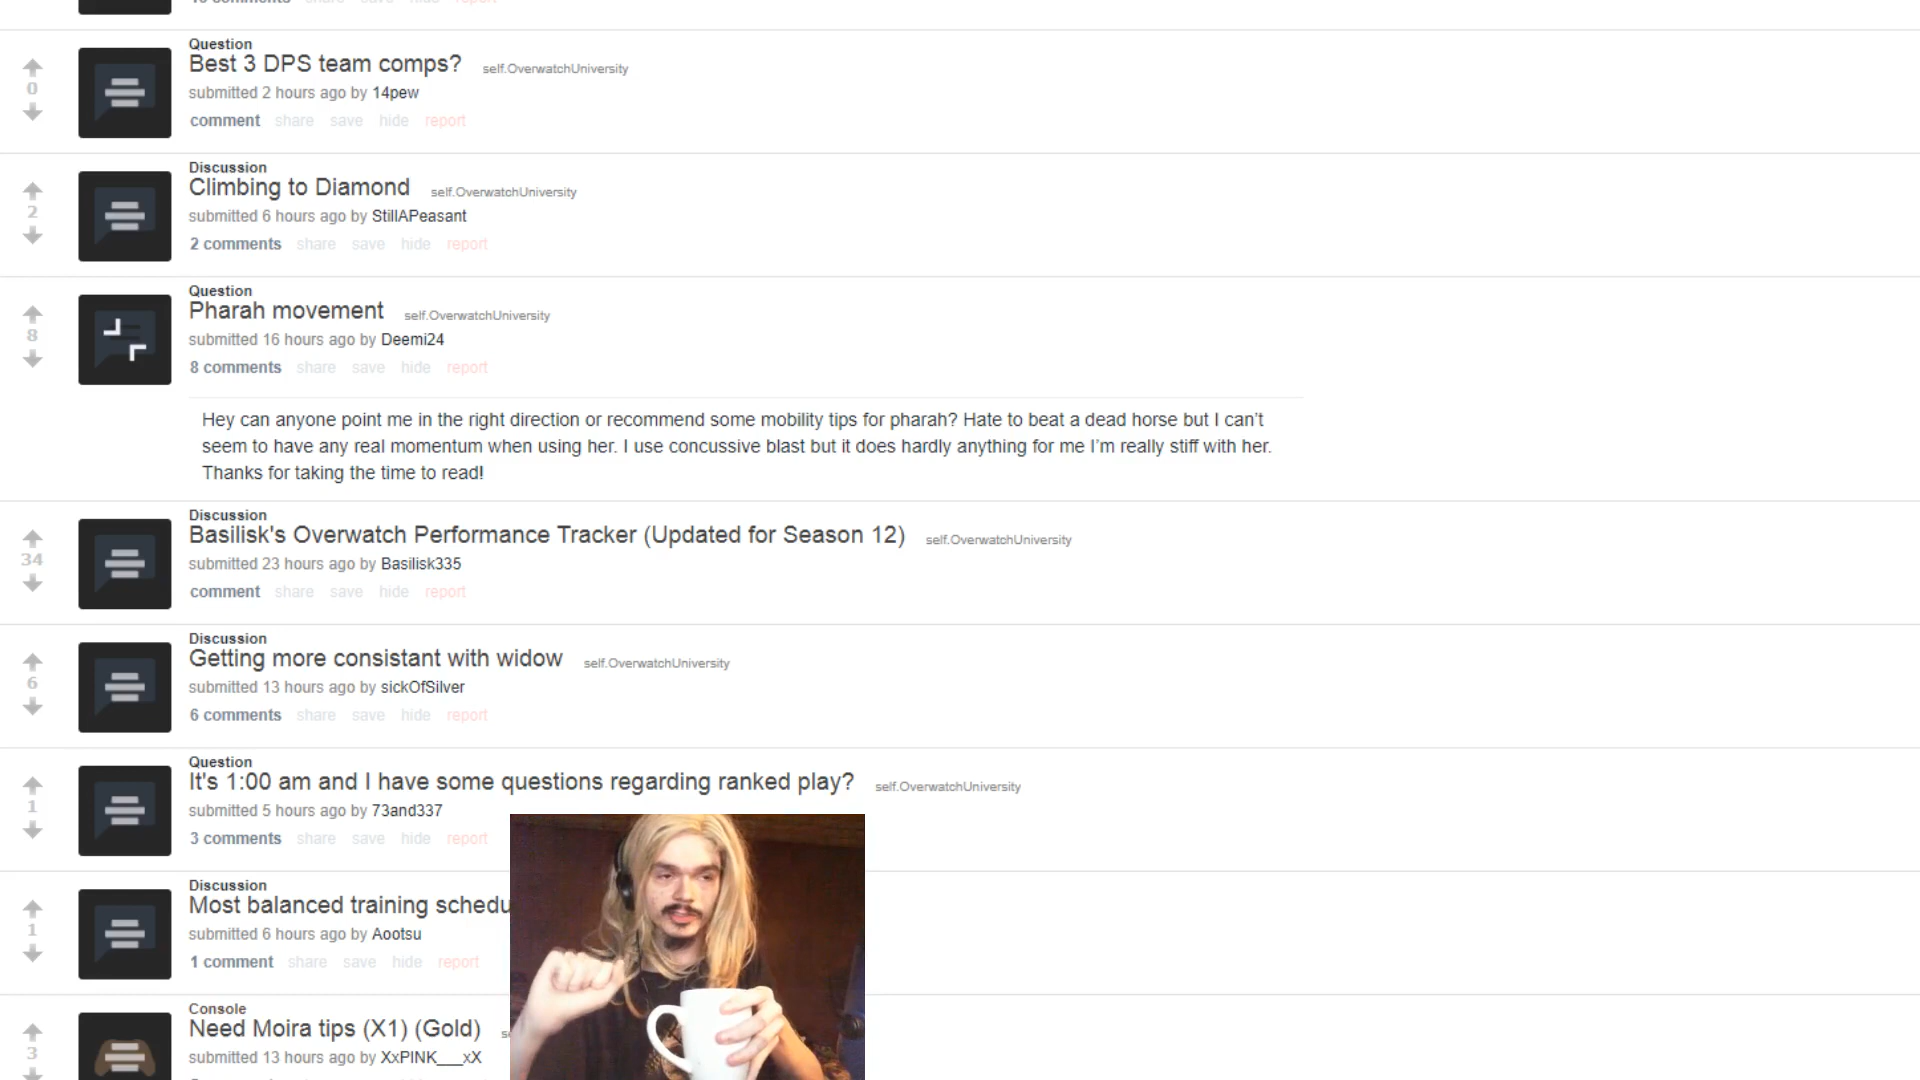 share save hide report
Question
Best 3 DPS team comps? self.OverwatchUniversity
0
submitted 2 hours ago by 14pew
comment share save hide report
Discussion
Climbing to Diamond self.OverwatchUniversity
2
submitted 6 hours ago by StillAPeasant
2 comments share save hide report
Question
Pharah movement self.OverwatchUniversity
8
submitted 16 hours ago by Deemi24
8 comments share save hide report
Hey can anyone point me in the right direction or recommend some mobility tips for pharah? Hate to beat a dead horse but I can't
seem to have any real momentum when using her. I use concussive blast but it does hardly anything for me I'm really stiff with her.
Thanks for taking the time to read!
Discussion
Basilisk's Overwatch Performance Tracker (Updated for Season 12) self.OverwatchUniversity
34
submitted 23 hours ago by Basilisk335
comment share save hide report
Discussion
Getting more consistant with widow self.OverwatchUniversity
6
submitted 13 hours ago by sickOfSilver
6 comments share save hide report
Question
It's 1:00 am and I have some questions regarding ranked play? self.OverwatchUniversity
1
submitted 5 hours ago by 73and337
3 comments share save hide report
Discussion
Most balanced training schedu
1
submitted 6 hours ago by Aootsu
1 comment share save hide report
Console
Need Moira tips (X1) (Gold)
3
submitted 13 hours ago by XxPINK___xX